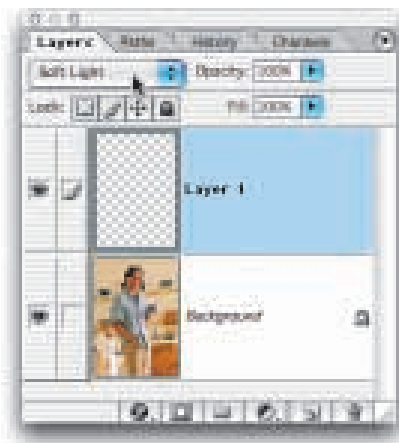 Layers Paths History Channels
Soft Light Opacity: 100%
Lock: Fill: 100%
Layer 1
Background